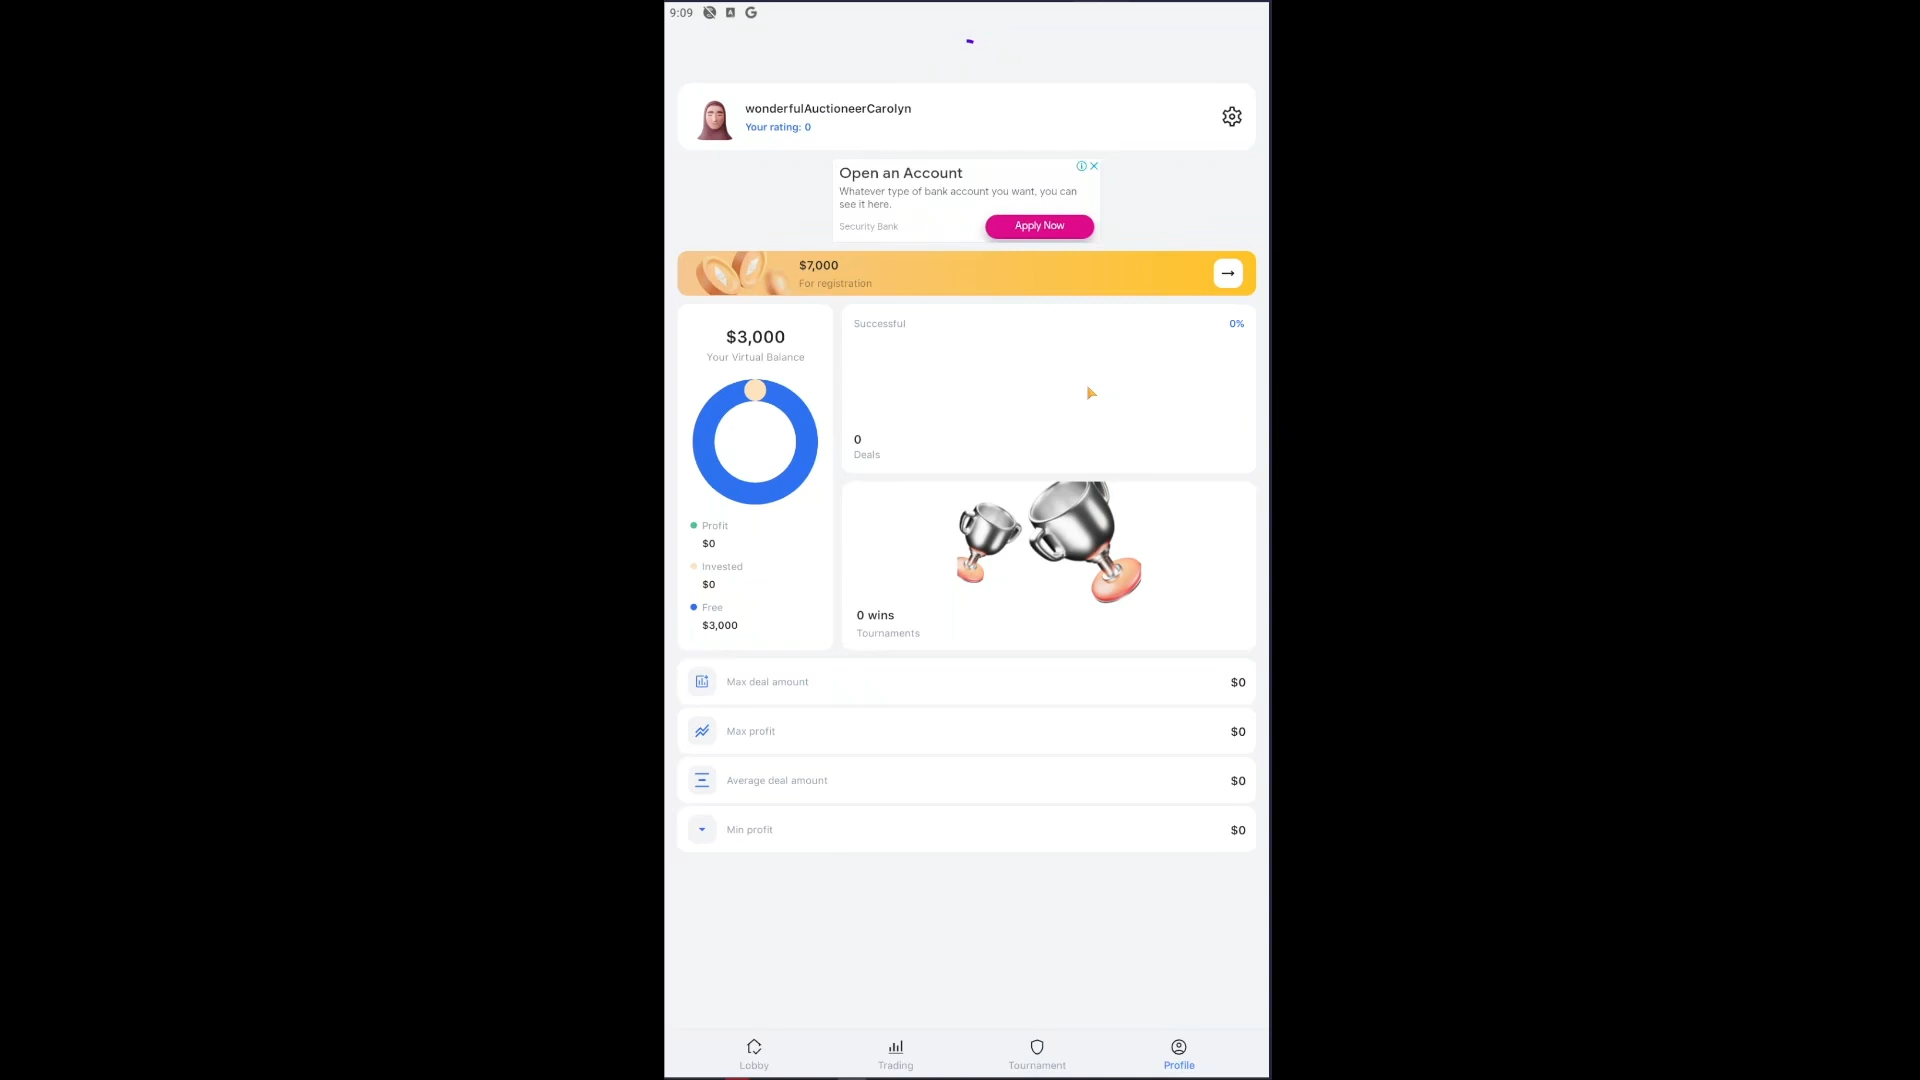 9:09
wonderfulAuctioneerCarolyn
Your rating: 0
Open an Account
Whatever type of bank account you want, you can
see it here.
Security Bank
Apply Now
$7,000
For registration
$3,000
Your Virtual Balance
Profit
$0
Invested
$0
Free
$3,000
Successful
0%
0
Deals
0 wins
Tournaments
Max deal amount
$0
Max profit
$0
Average deal amount
$0
Min profit
$0
Lobby
Trading
Tournament
Profile